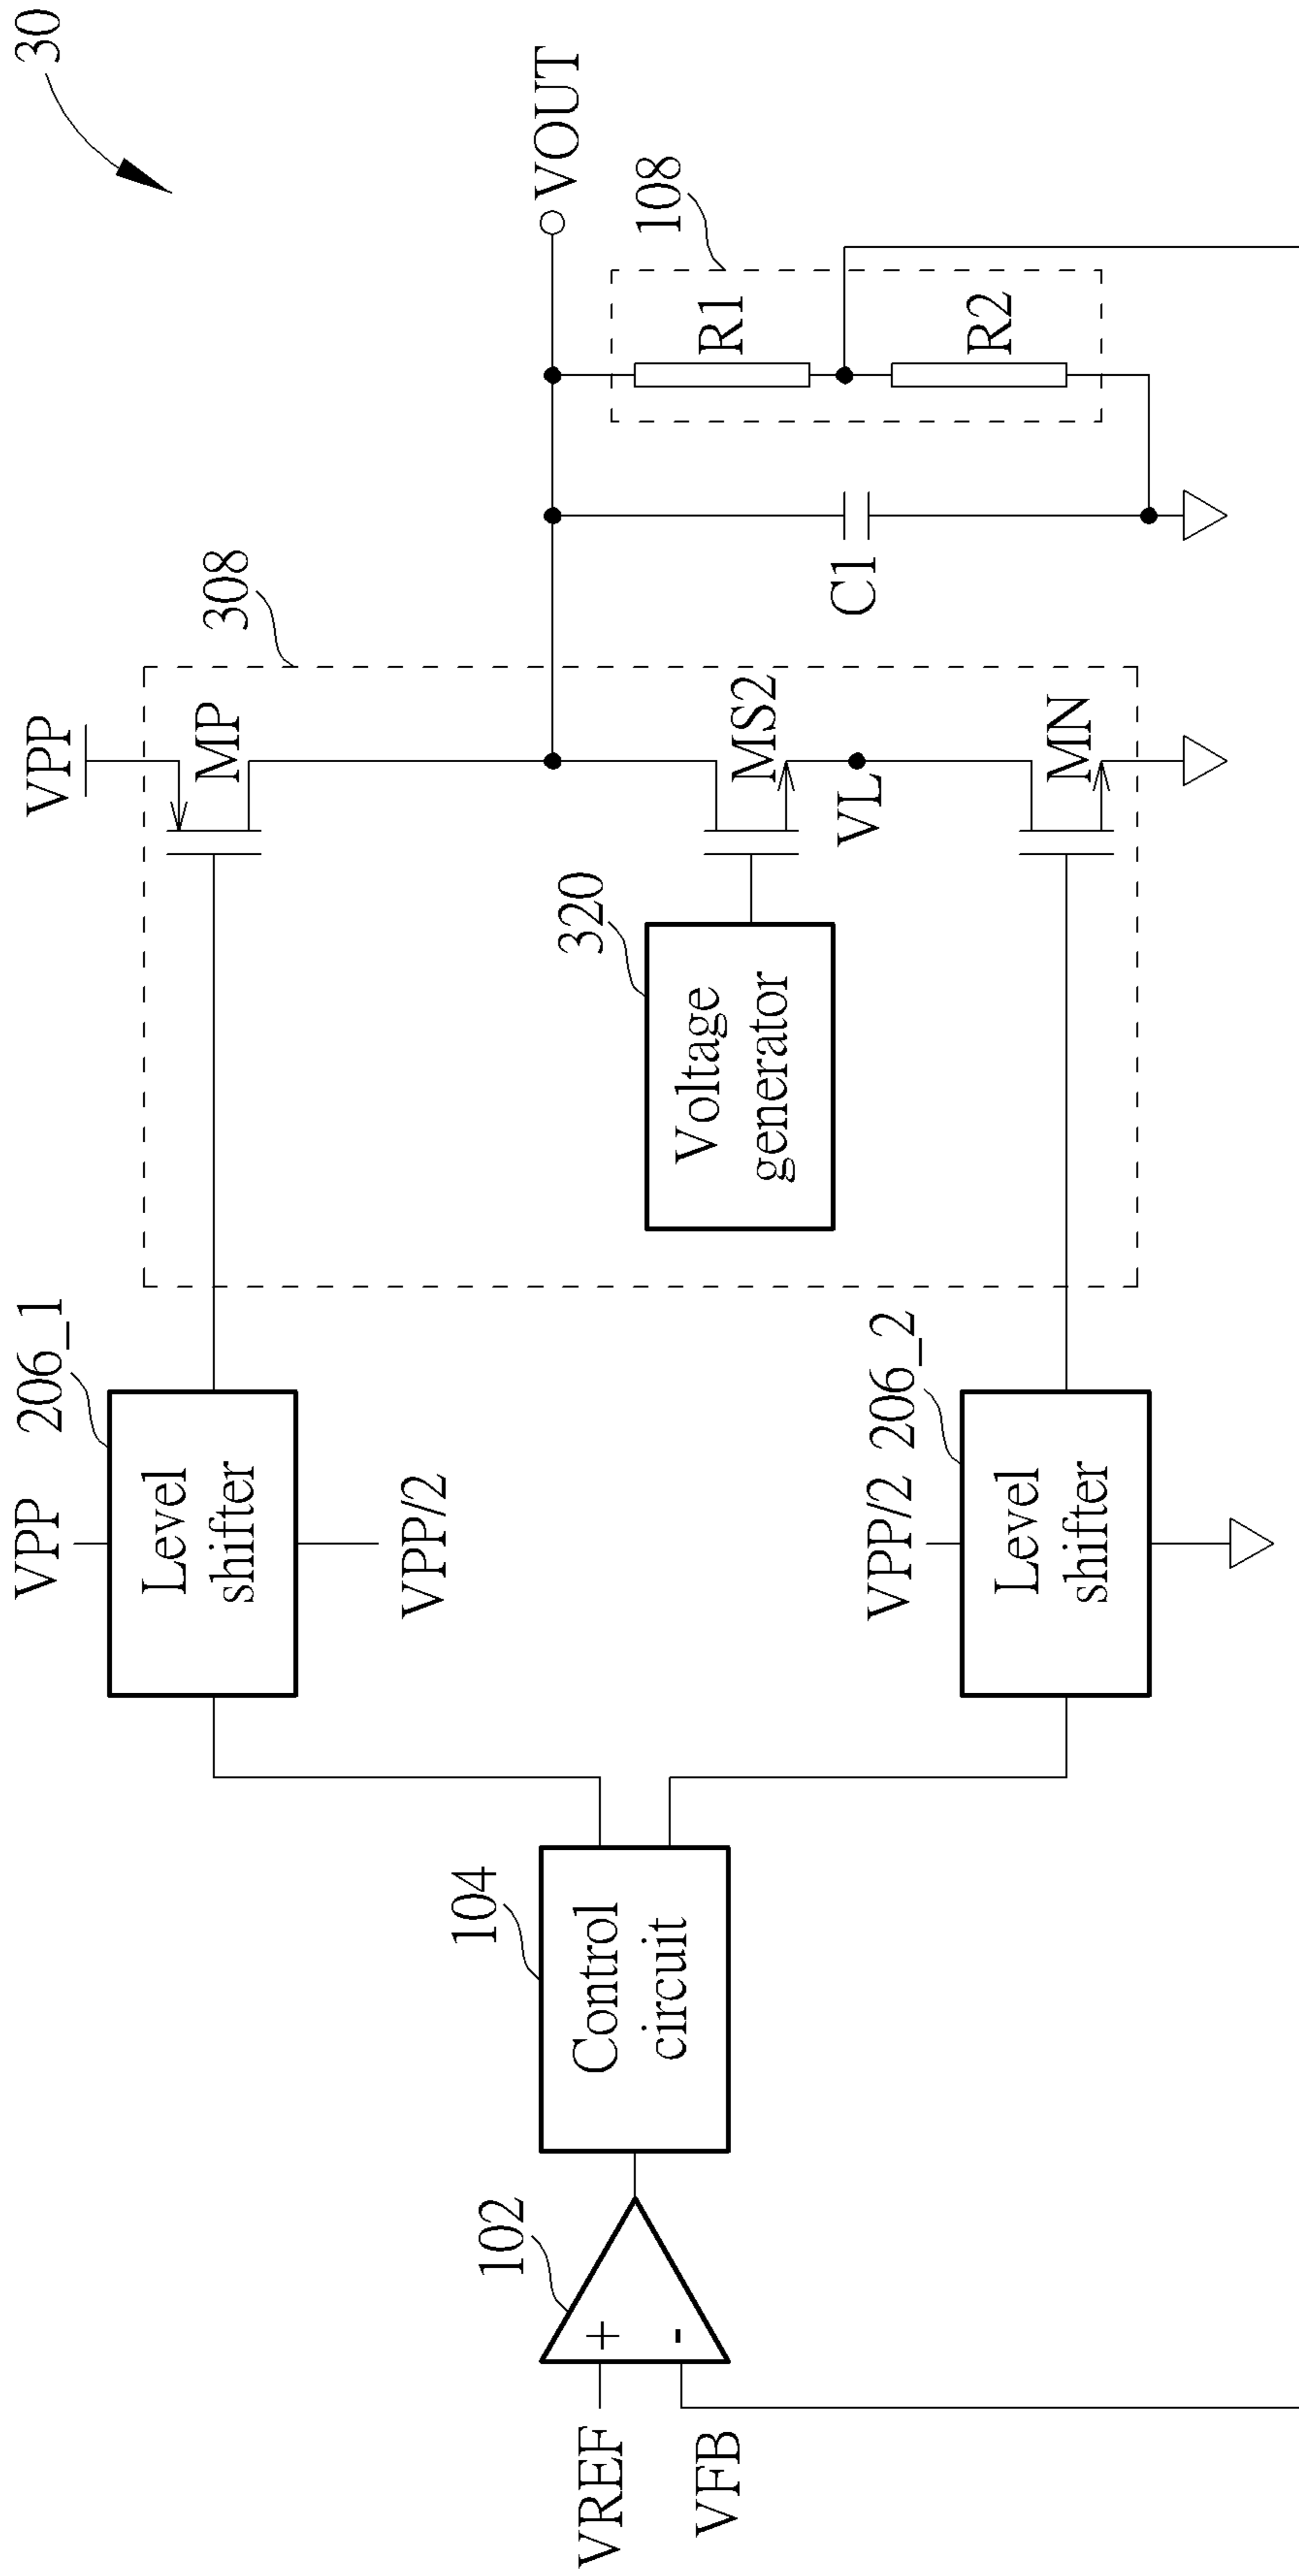 30
VPP
206_1
VPP
308
Level
shifter
MP
VPP/2
VOUT
102
104
Control
circuit
320
Voltage
generator
MS2
108
R1
VREF
+
-
VFB
VL
C1
R2
VPP/2
206_2
Level
shifter
MN